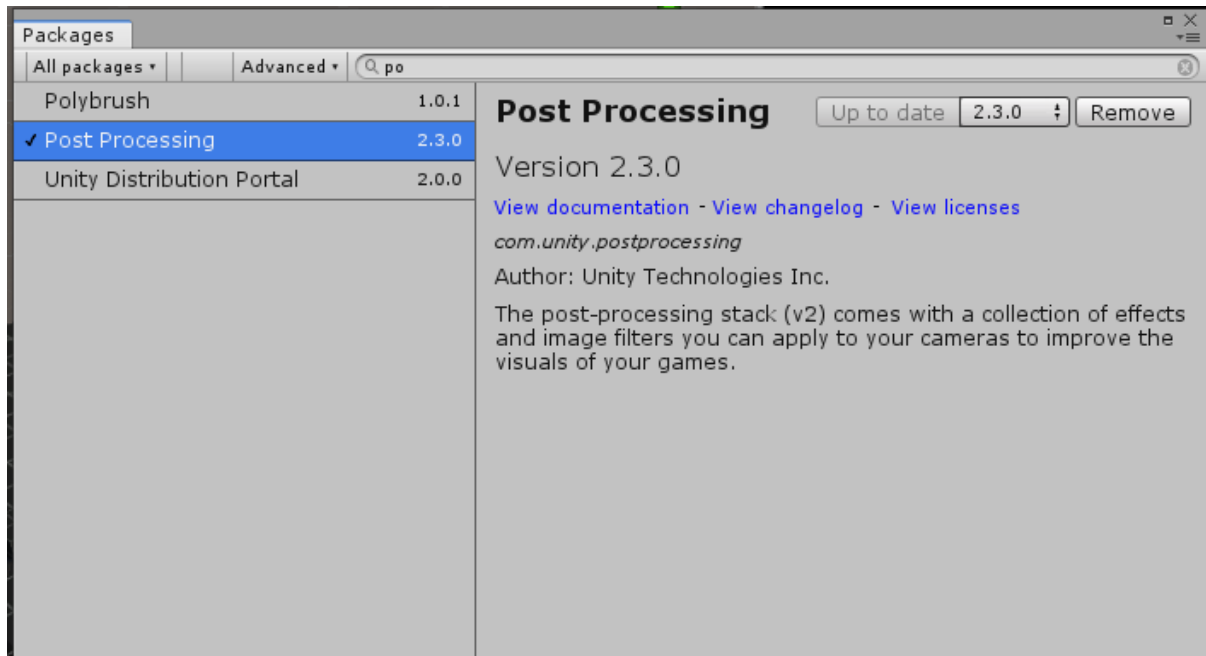 Packages
All packages Advanced po
Polybrush 1.0.1
✓ Post Processing 2.3.0
Unity Distribution Portal 2.0.0
Post Processing Up to date 2.3.0 Remove
Version 2.3.0
View documentation - View changelog - View licenses
com.unity.postprocessing
Author: Unity Technologies Inc.
The post-processing stack (v2) comes with a collection of effects
and image filters you can apply to your cameras to improve the
visuals of your games.